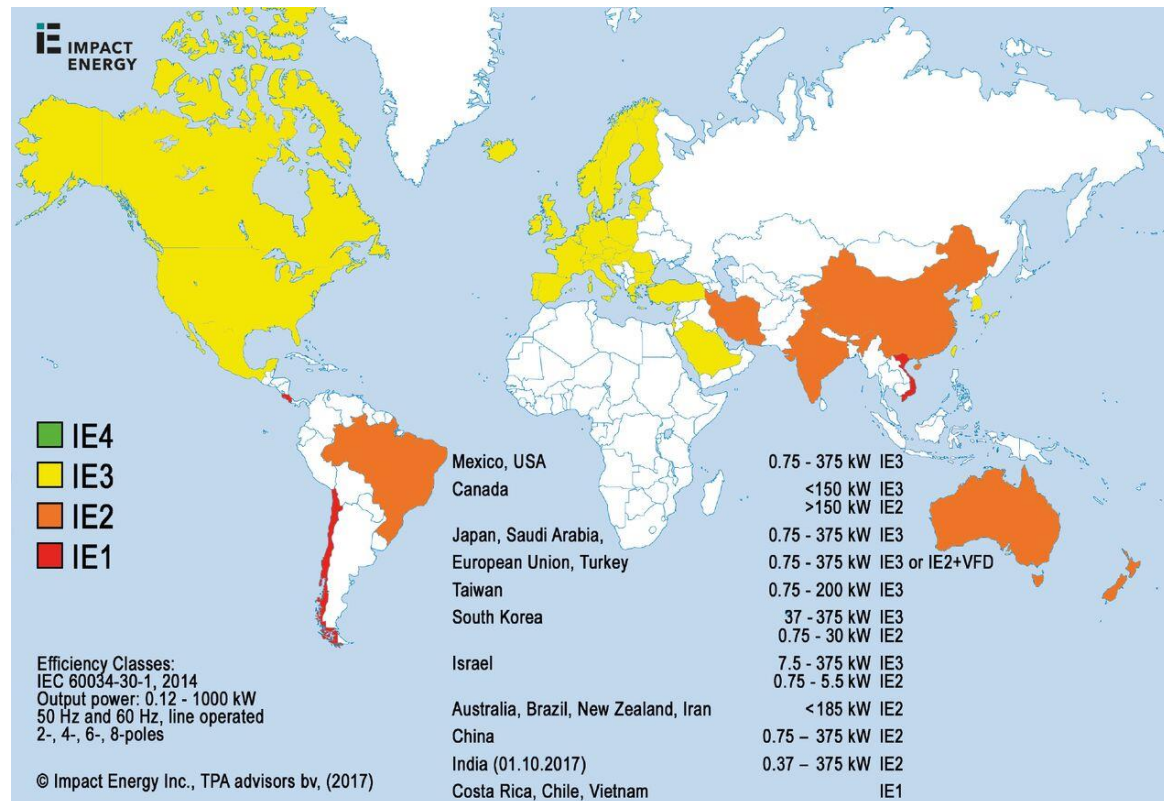 iE IMPACT
ENERGY
IE4
IE3
IE2
IE1
Mexico, USA 0.75 - 375 kW IE3
Canada <150 kW IE3
>150 kW IE2
Japan, Saudi Arabia, 0.75 - 375 kW IE3
European Union, Turkey 0.75 - 375 kW IE3 or IE2+VFD
Taiwan 0.75 - 200 kW IE3
South Korea 37 - 375 kW IE3
0.75 - 30 kW IE2
Israel 7.5 - 375 kW IE3
0.75 - 5.5 kW IE2
Australia, Brazil, New Zealand, Iran <185 kW IE2
China 0.75 – 375 kW IE2
India (01.10.2017) 0.37 – 375 kW IE2
Costa Rica, Chile, Vietnam IE1
Efficiency Classes:
IEC 60034-30-1, 2014
Output power: 0.12 - 1000 kW
50 Hz and 60 Hz, line operated
2-, 4-, 6-, 8-poles
© Impact Energy Inc., TPA advisors bv, (2017)